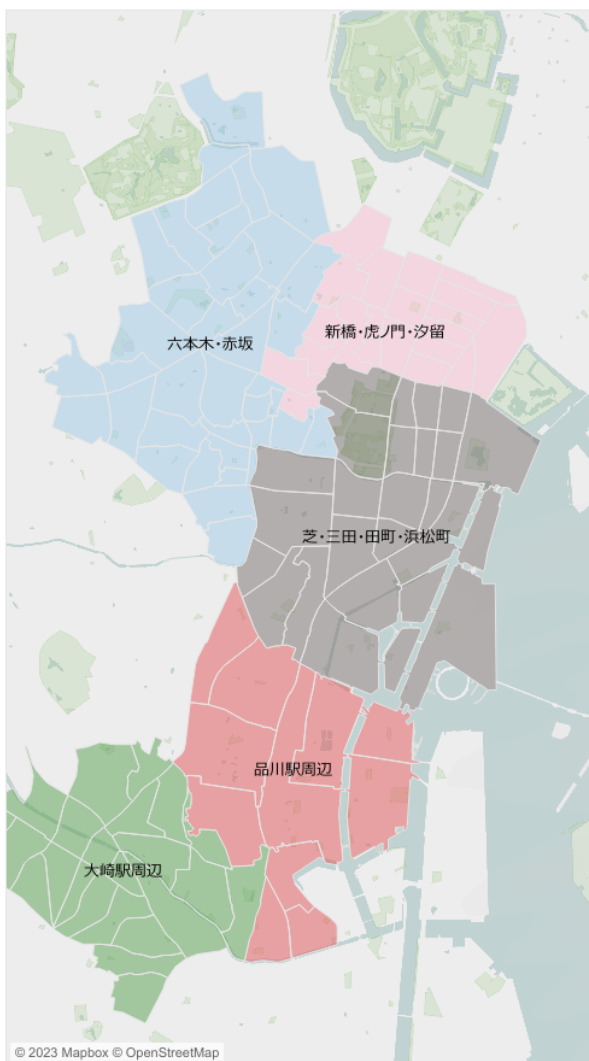 六本木・赤坂
新橋・虎ノ門・汐留
芝・三田・田町・浜松町
品川駅周辺
大崎駅周辺
© 2023 Mapbox © OpenStreetMap